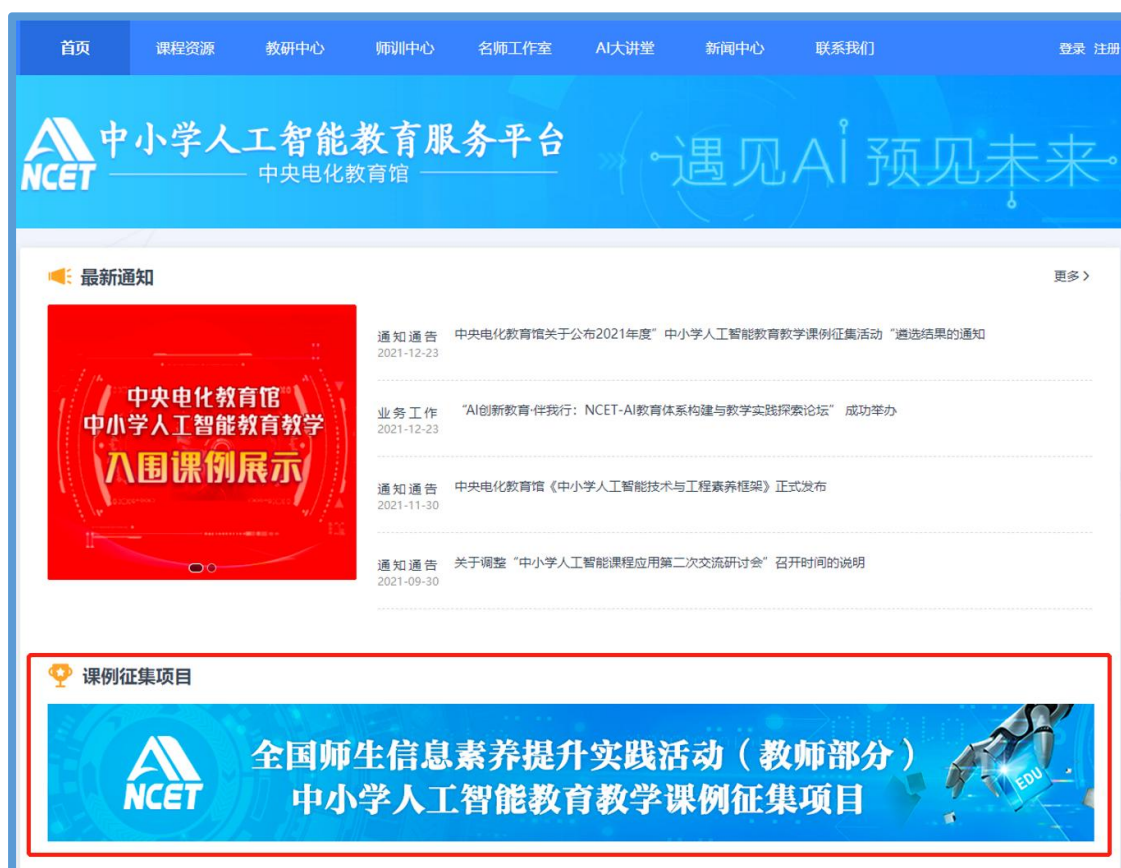 首页 课程资源 教研中心 师训中心 名师工作室 AI大讲堂 新闻中心 联系我们 登录 注册
NCET
中小学人工智能教育服务平台
中央电化教育馆
遇见AI 预见未来
最新通知
更多 >
中央电化教育馆
中小学人工智能教育教学
入围课例展示
通知通告 中央电化教育馆关于公布2021年度”中小学人工智能教育教学课例征集活动“遴选结果的通知
2021-12-23
业务工作 “AI创新教育·伴我行：NCET-AI教育体系构建与教学实践探索论坛” 成功举办
2021-12-23
通知通告 中央电化教育馆《中小学人工智能技术与工程素养框架》正式发布
2021-11-30
通知通告 关于调整“中小学人工智能课程应用第二次交流研讨会”召开时间的说明
2021-09-30
课例征集项目
NCET
全国师生信息素养提升实践活动（教师部分）
中小学人工智能教育教学课例征集项目
EDU